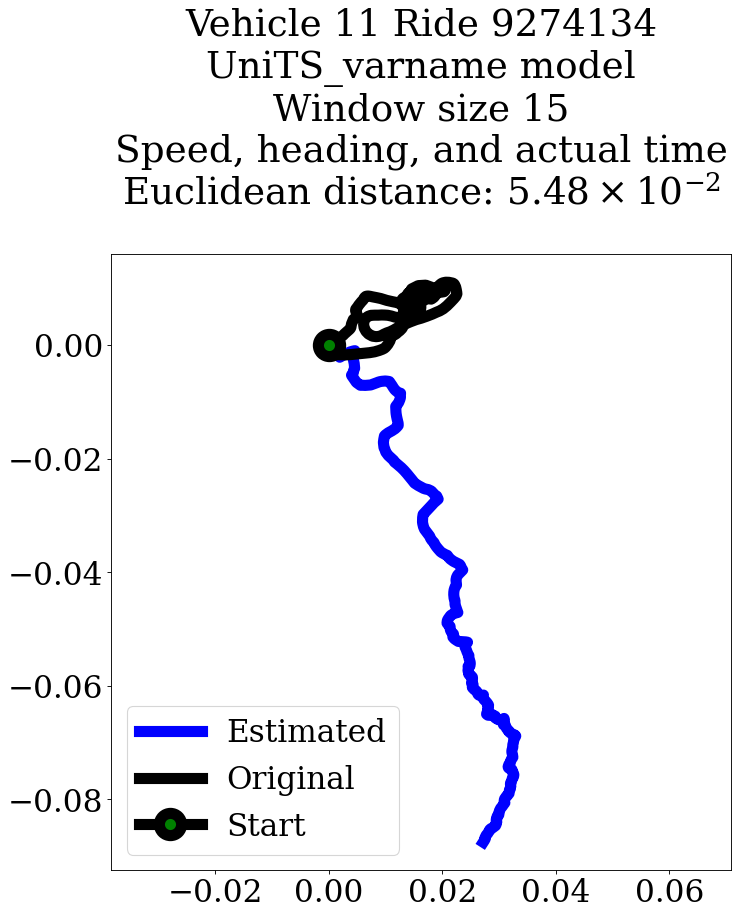 Vehicle 11 Ride 9274134
UniTS_varname model
Window size 15
Speed, heading, and actual time
Euclidean distance: 5.48 × 10⁻²
0.00
−0.02
−0.04
−0.06
−0.08
Estimated
Original
Start
−0.02 0.00 0.02 0.04 0.06